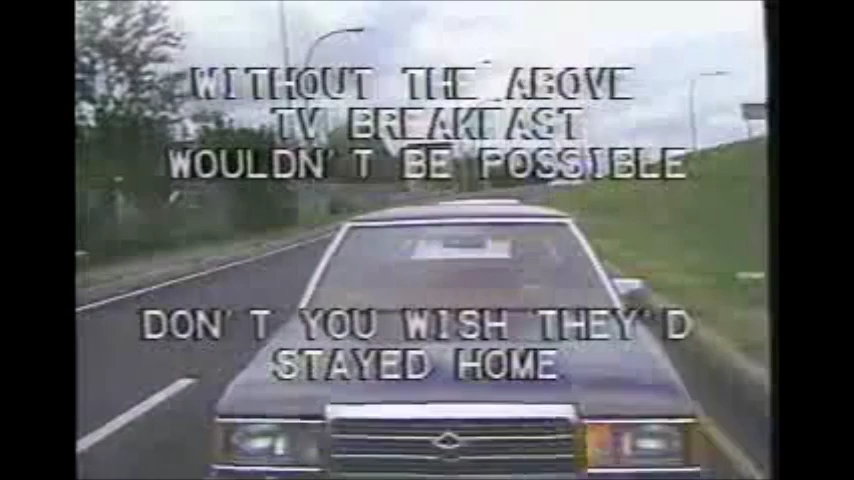 WITHOUT THE ABOVE
TV BREAKFAST
WOULDN'T BE POSSIBLE
DON'T YOU WISH THEY'D
STAYED HOME